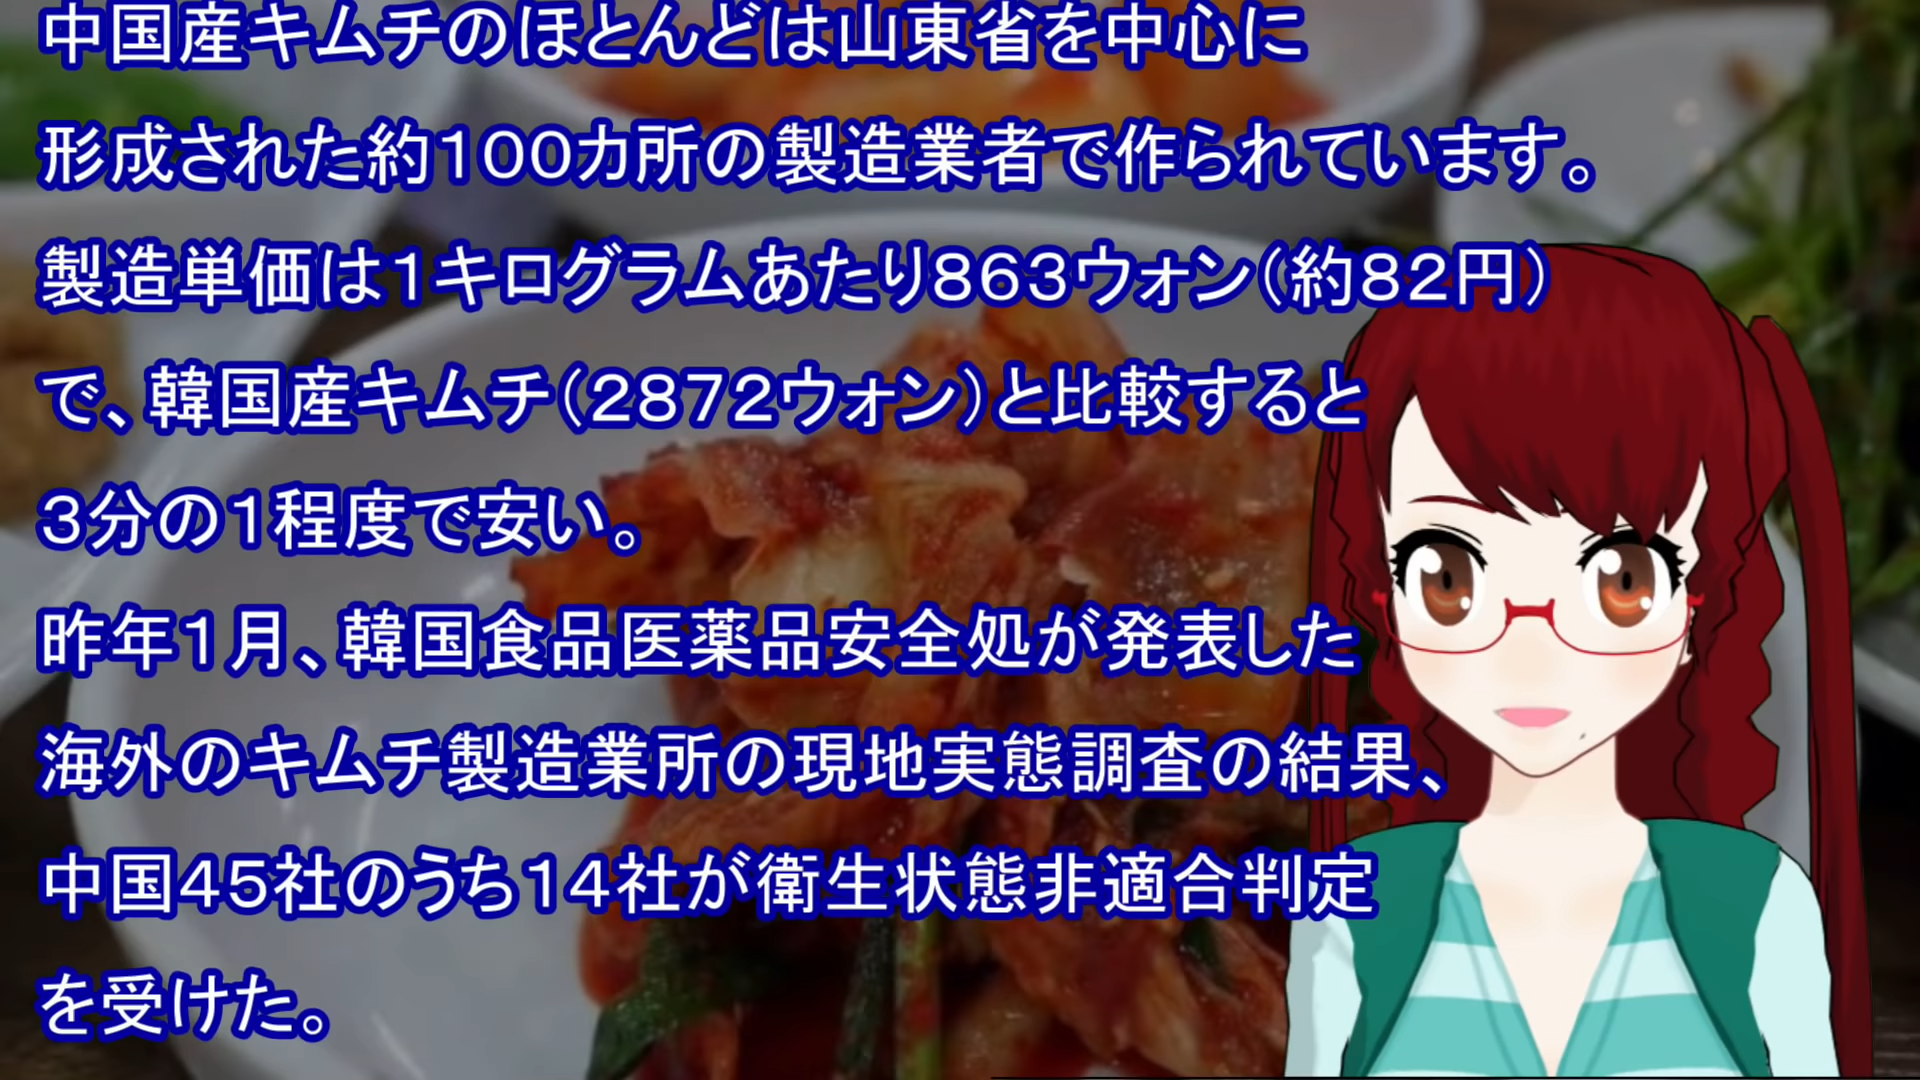 中国産キムチのほとんどは山東省を中心に
形成された約１００カ所の製造業者で作られています。
製造単価は１キログラムあたり８６３ウォン（約８２円）
で、韓国産キムチ（２８７２ウォン）と比較すると
３分の１程度で安い。
昨年１月、韓国食品医薬品安全処が発表した
海外のキムチ製造業所の現地実態調査の結果、
中国４５社のうち１４社が衛生状態非適合判定
を受けた。